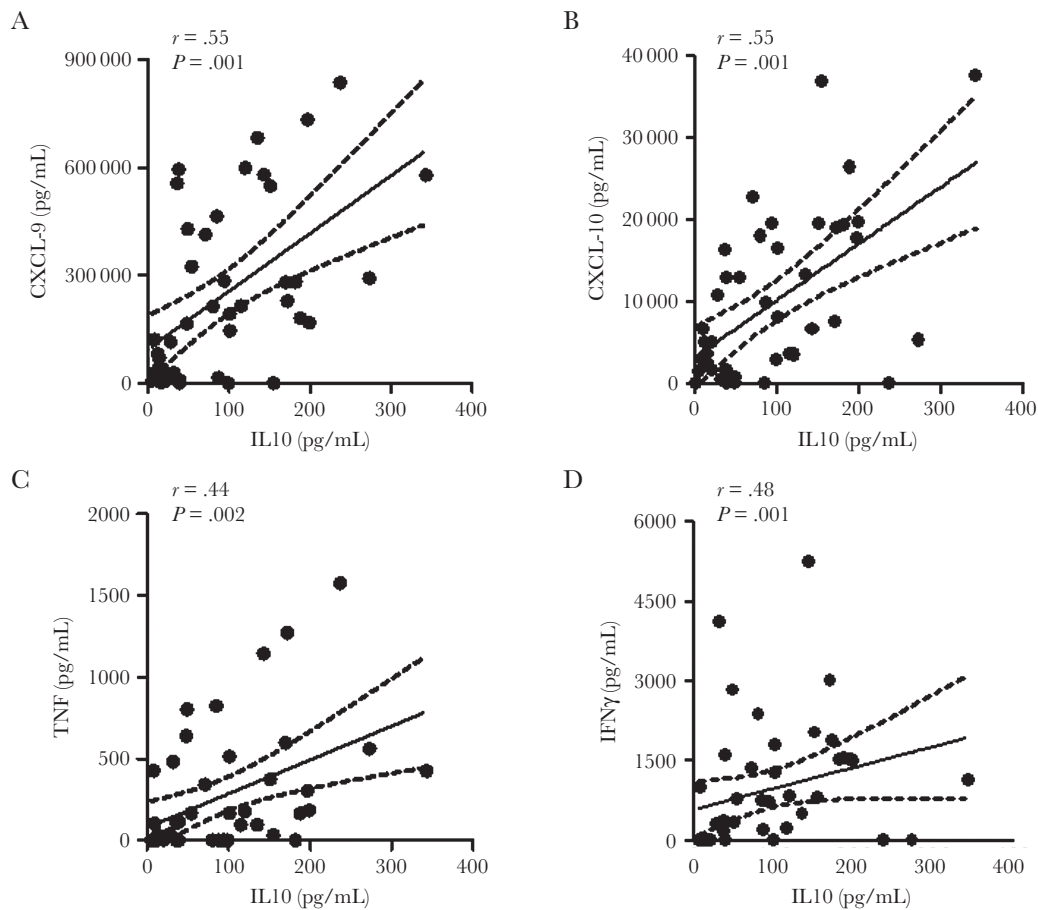 A
r = .55
P = .001
900 000
600 000
300 000
0
CXCL-9 (pg/mL)
0 100 200 300 400
IL10 (pg/mL)
B
r = .55
P = .001
40 000
30 000
20 000
10 000
0
CXCL-10 (pg/mL)
0 100 200 300 400
IL10 (pg/mL)
C
r = .44
P = .002
2000
1500
1000
500
0
TNF (pg/mL)
0 100 200 300 400
IL10 (pg/mL)
D
r = .48
P = .001
6000
4500
3000
1500
0
IFNγ (pg/mL)
0 100 200 300 400
IL10 (pg/mL)